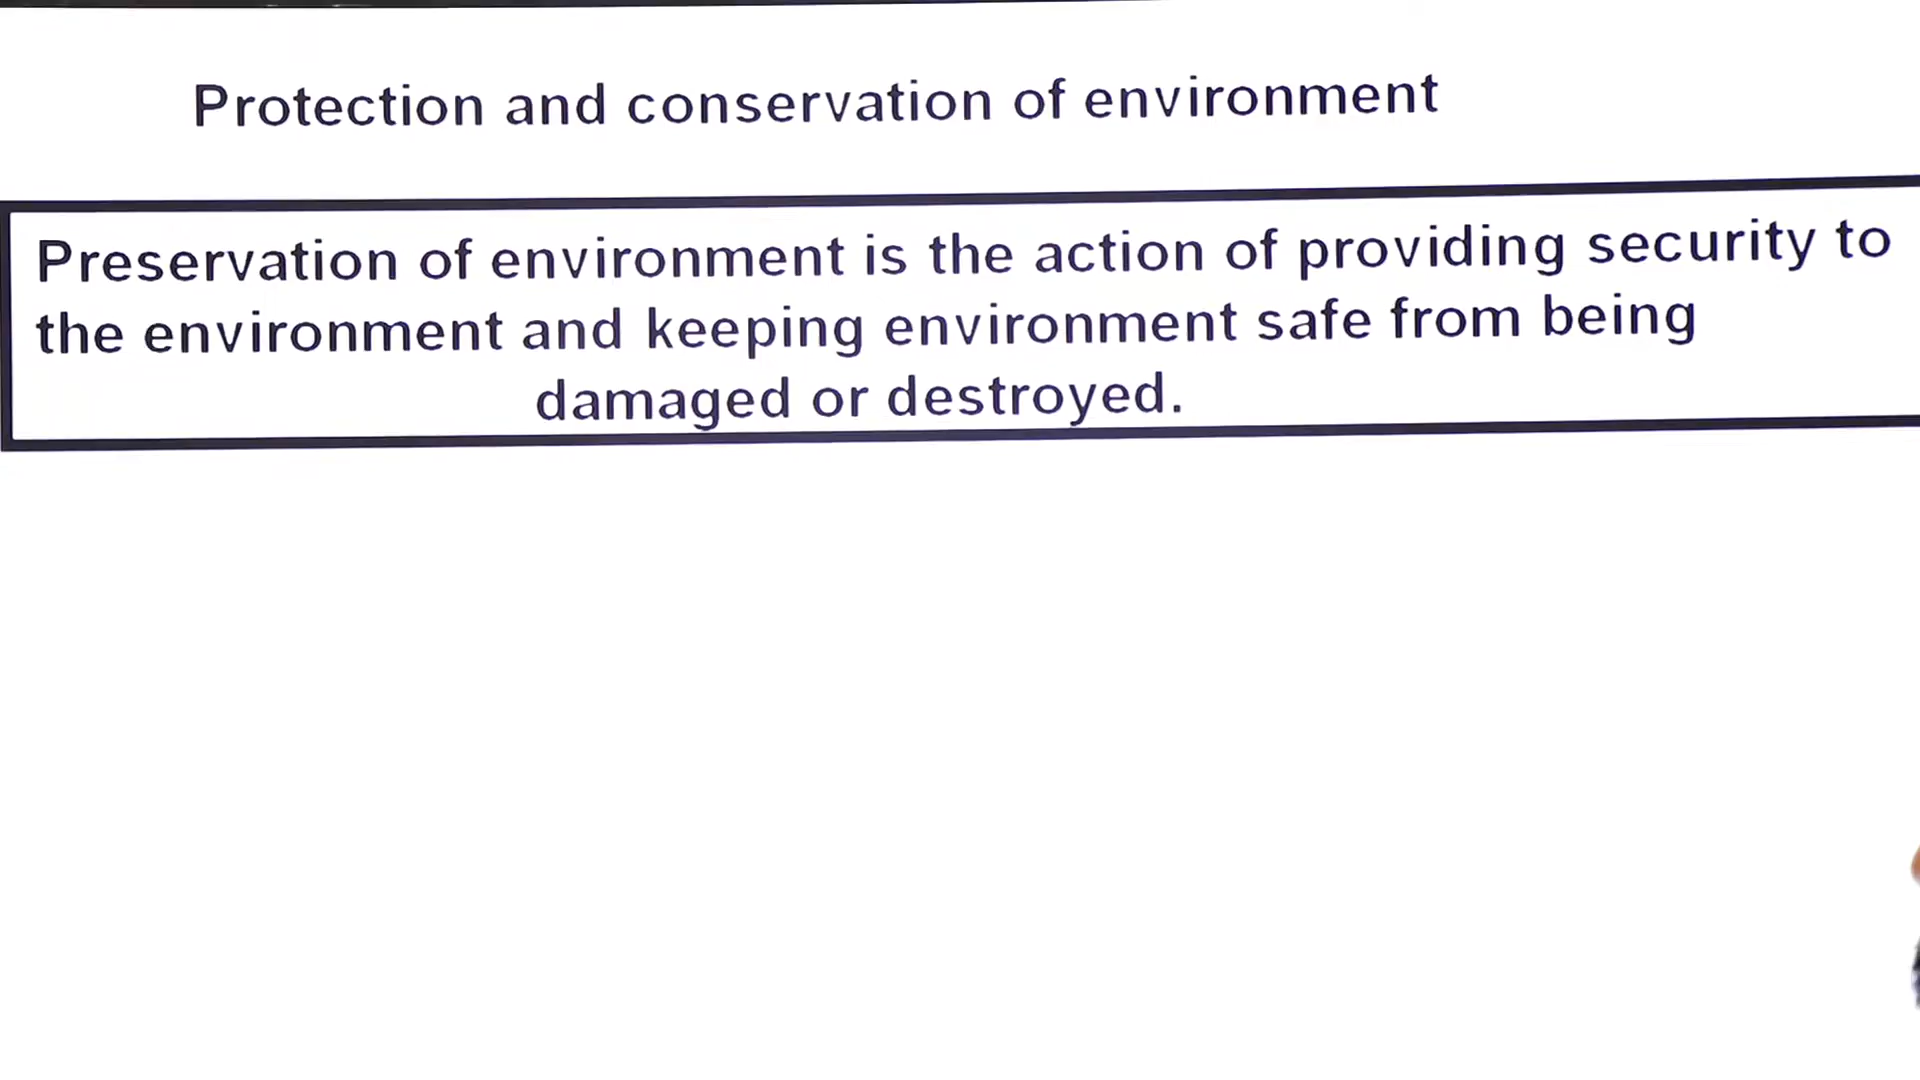 Protection and conservation of environment
Preservation of environment is the action of providing security to
the environment and keeping environment safe from being
damaged or destroyed.